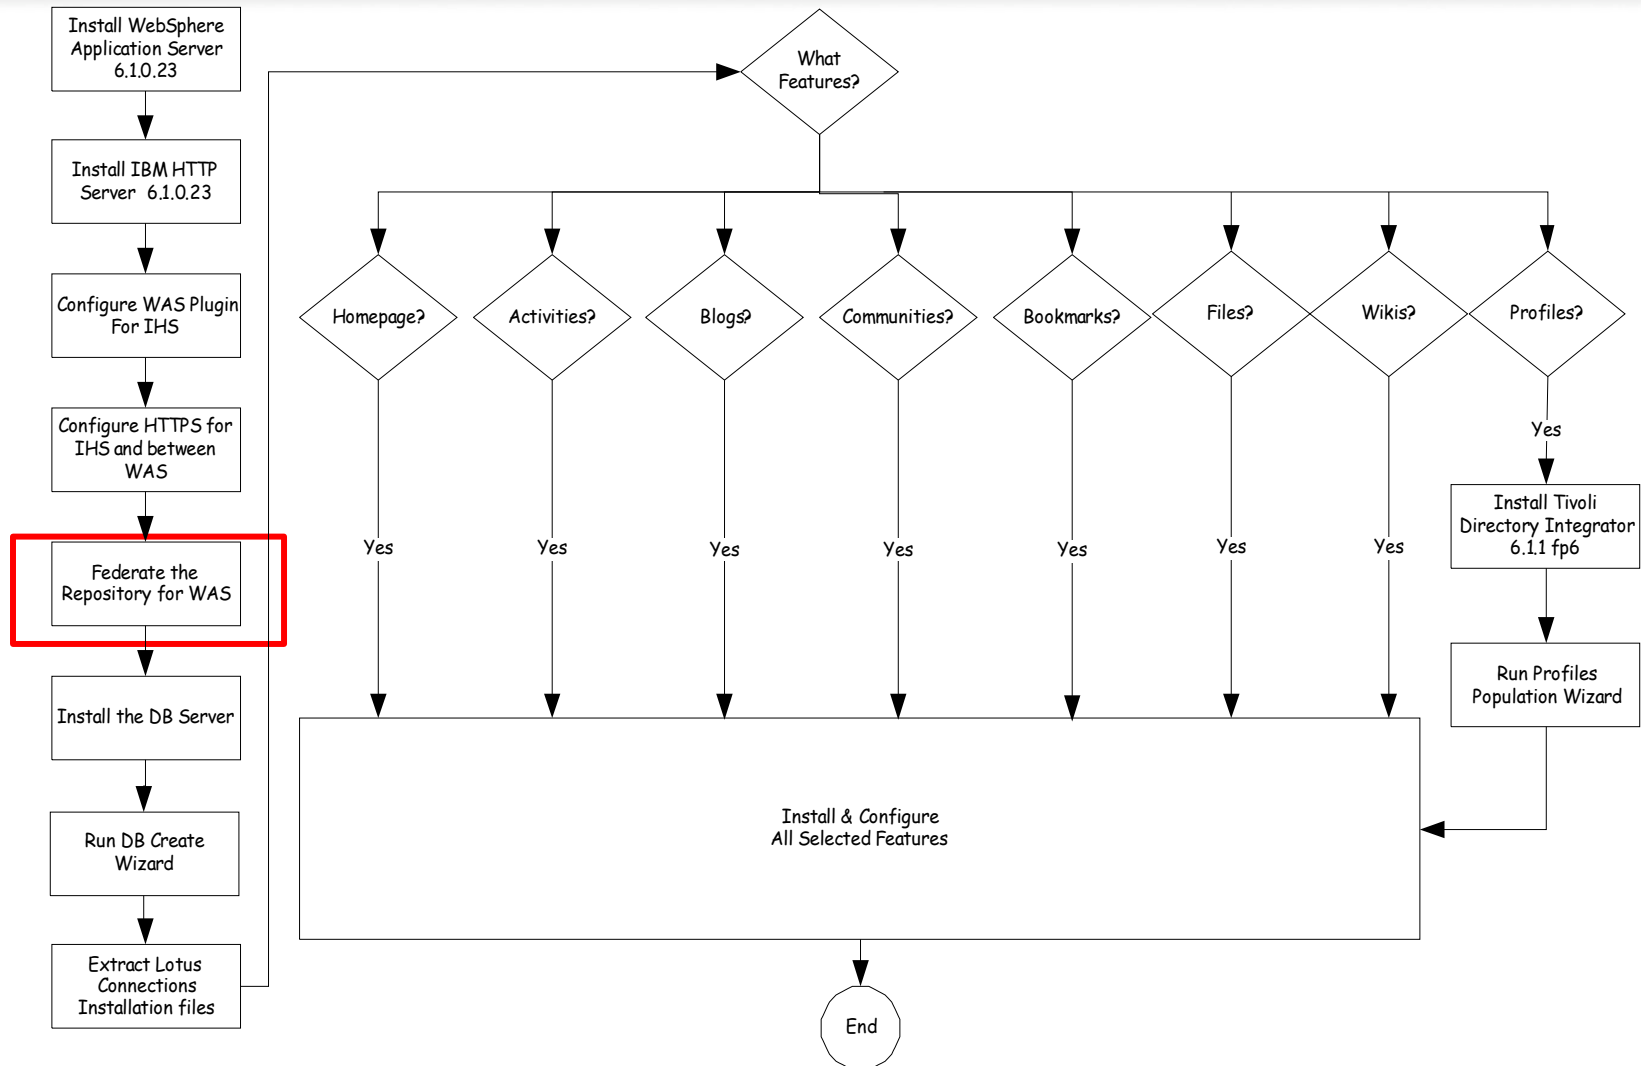 Install WebSphere
Application Server
6.1.0.23
Install IBM HTTP
Server 6.1.0.23
Configure WAS Plugin
For IHS
Configure HTTPS for
IHS and between
WAS
Federate the
Repository for WAS
Install the DB Server
Run DB Create
Wizard
Extract Lotus
Connections
Installation files
What
Features?
Homepage?
Activities?
Blogs?
Communities?
Bookmarks?
Files?
Wikis?
Profiles?
Yes
Yes
Yes
Yes
Yes
Yes
Yes
Yes
Install Tivoli
Directory Integrator
6.1.1 fp6
Run Profiles
Population Wizard
Install & Configure
All Selected Features
End